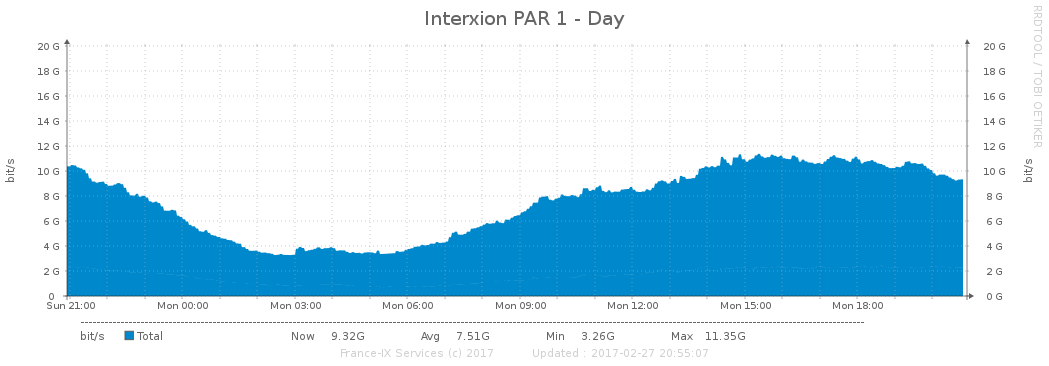 Interxion PAR 1 - Day
RRDTOOL / TOBI OETIKER
bit/s
bit/s
20 G 20 G
18 G 18 G
16 G 16 G
14 G 14 G
12 G 12 G
10 G 10 G
8 G 8 G
6 G 6 G
4 G 4 G
2 G 2 G
0 0 G
Sun 21:00 Mon 00:00 Mon 03:00 Mon 06:00 Mon 09:00 Mon 12:00 Mon 15:00 Mon 18:00
bit/s Total Now 9.32G Avg 7.51G Min 3.26G Max 11.35G
France-IX Services (c) 2017 Updated : 2017-02-27 20:55:07